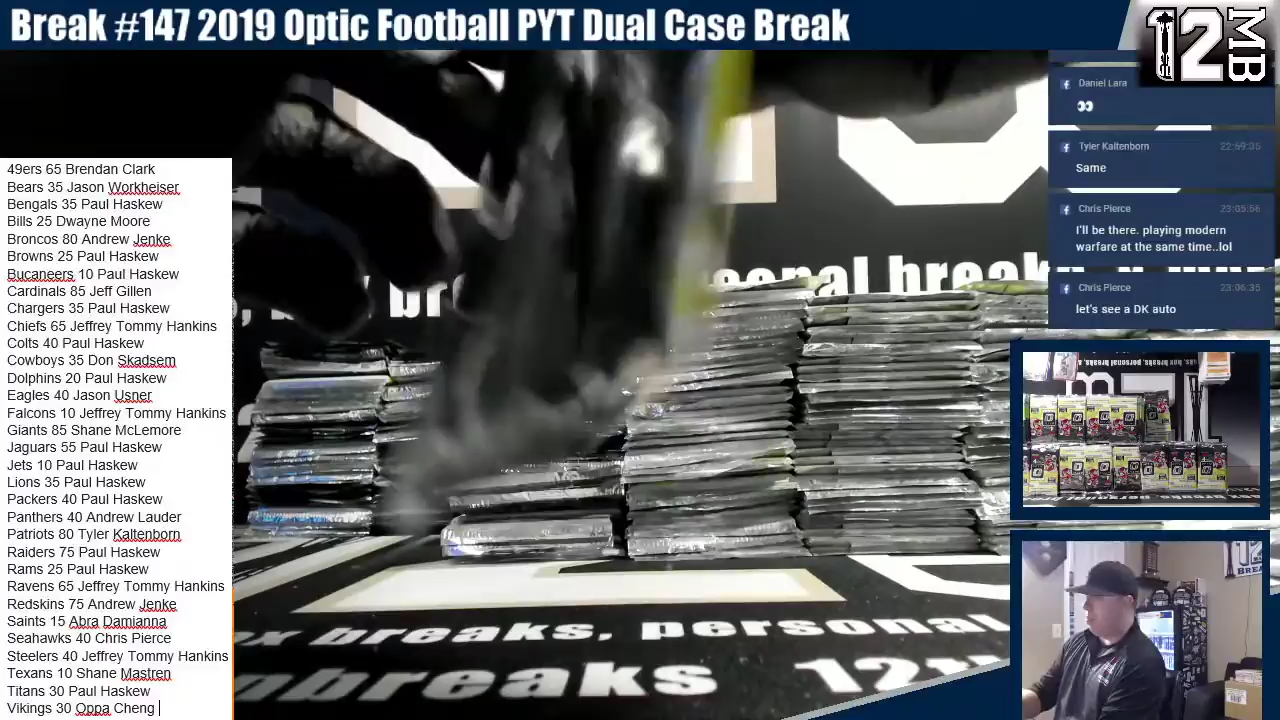 Break #147 2019 Optic Football PYT Dual Case Break
12
MB
Daniel Lara
Tyler Kaltenborn 22:59:35
Same
Chris Pierce 23:05:56
I'll be there. playing modern
warfare at the same time..lol
Chris Pierce 23:06:35
let's see a DK auto
49ers 65 Brendan Clark
Bears 35 Jason Workheiser
Bengals 35 Paul Haskew
Bills 25 Dwayne Moore
Broncos 80 Andrew Jenke
Browns 25 Paul Haskew
Bucaneers 10 Paul Haskew
Cardinals 85 Jeff Gillen
Chargers 35 Paul Haskew
Chiefs 65 Jeffrey Tommy Hankins
Colts 40 Paul Haskew
Cowboys 35 Don Skadsem
Dolphins 20 Paul Haskew
Eagles 40 Jason Usner
Falcons 10 Jeffrey Tommy Hankins
Giants 85 Shane McLemore
Jaguars 55 Paul Haskew
Jets 10 Paul Haskew
Lions 35 Paul Haskew
Packers 40 Paul Haskew
Panthers 40 Andrew Lauder
Patriots 80 Tyler Kaltenborn
Raiders 75 Paul Haskew
Rams 25 Paul Haskew
Ravens 65 Jeffrey Tommy Hankins
Redskins 75 Andrew Jenke
Saints 15 Abra Damianna
Seahawks 40 Chris Pierce
Steelers 40 Jeffrey Tommy Hankins
Texans 10 Shane Mastren
Titans 30 Paul Haskew
Vikings 30 Oppa Cheng
breaks, personal